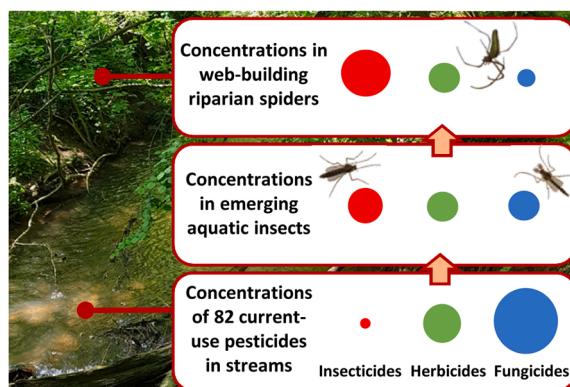 Concentrations in
web-building
riparian spiders
Concentrations
in emerging
aquatic insects
Concentrations
of 82 current-
use pesticides
in streams
Insecticides Herbicides Fungicides